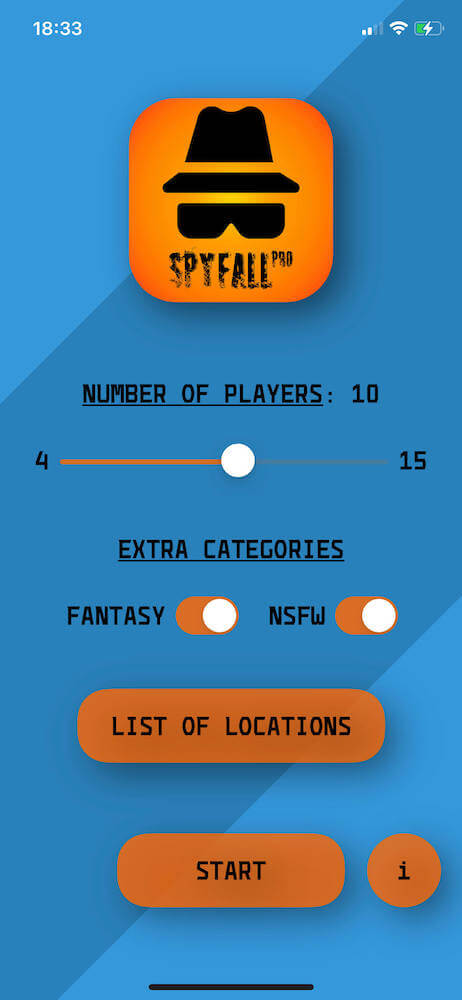 18:33
SPYFALL PRO
NUMBER OF PLAYERS: 10
4 15
EXTRA CATEGORIES
FANTASY NSFW
LIST OF LOCATIONS
START i